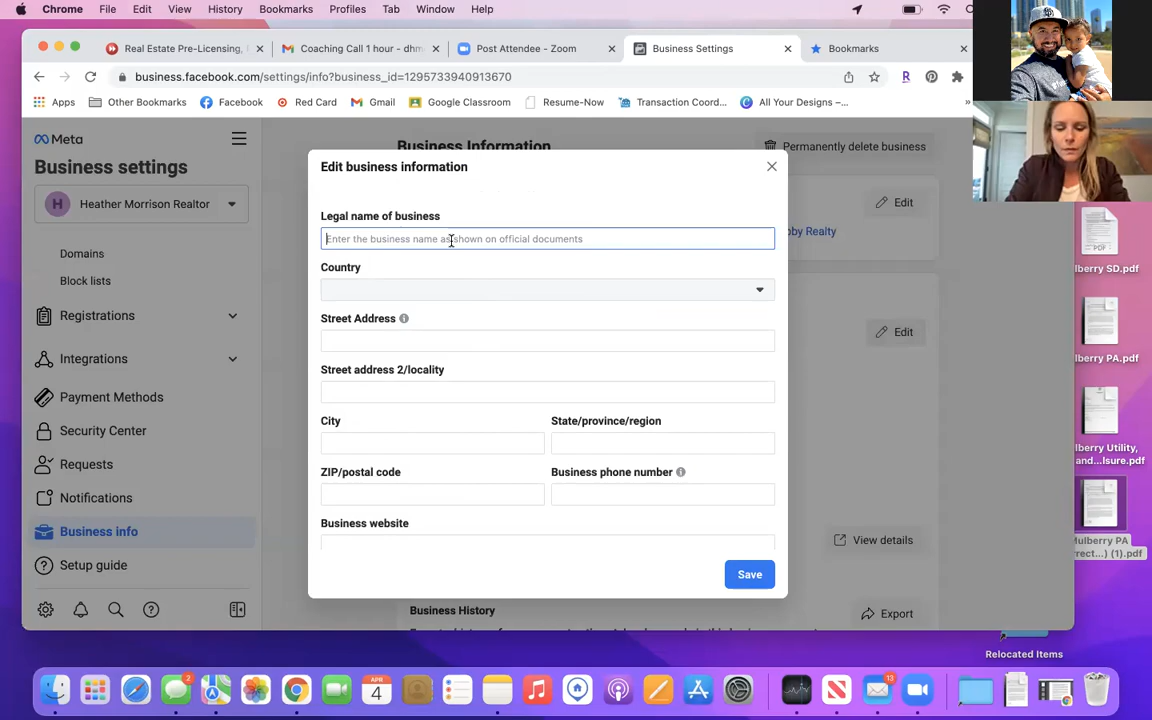 Chrome File Edit View History Bookmarks Profiles Tab Window Help
Real Estate Pre-Licensing,
Coaching Call 1 hour - dhm
Post Attendee - Zoom
Business Settings
Bookmarks
business.facebook.com/settings/info?business_id=1295733940913670
Apps Other Bookmarks Facebook Red Card Gmail Google Classroom Resume-Now Transaction Coord... All Your Designs –... »
Meta
Business settings
H Heather Morrison Realtor
Domains
Block lists
Registrations
Integrations
Payment Methods
Security Center
Requests
Notifications
Business info
Setup guide
Business Information
Permanently delete business
Edit
bby Realty
Edit
View details
Business History
Export
Edit business information
Legal name of business
Enter the business name as shown on official documents
Country
Street Address
Street address 2/locality
City
State/province/region
ZIP/postal code
Business phone number
Business website
Save
lberry SD.pdf
lberry PA.pdf
lberry Utility,
and...lsure.pdf
Mulberry PA
rrect...) (1).pdf
Relocated Items
APR
4
2
13